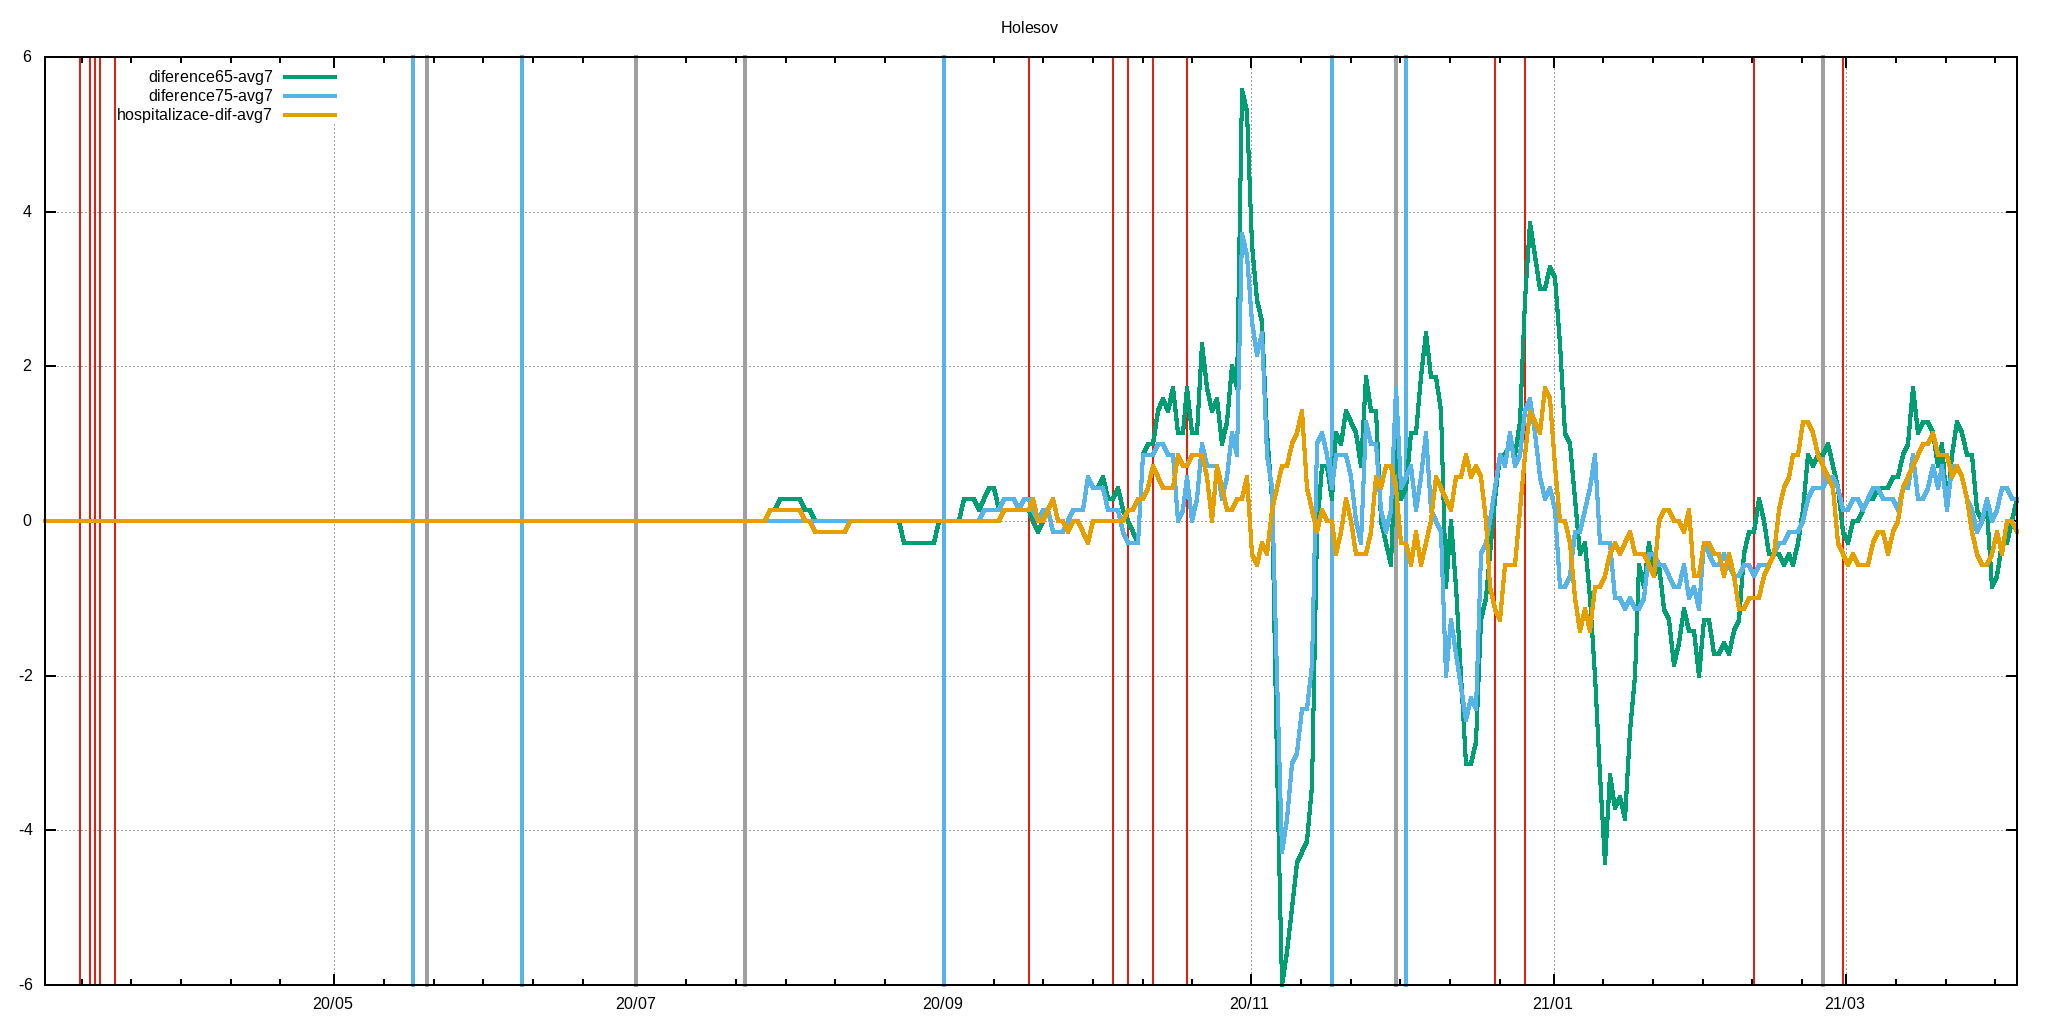 Holesov
diference65-avg7
diference75-avg7
hospitalizace-dif-avg7
6
4
2
0
-2
-4
-6
20/05 20/07 20/09 20/11 21/01 21/03